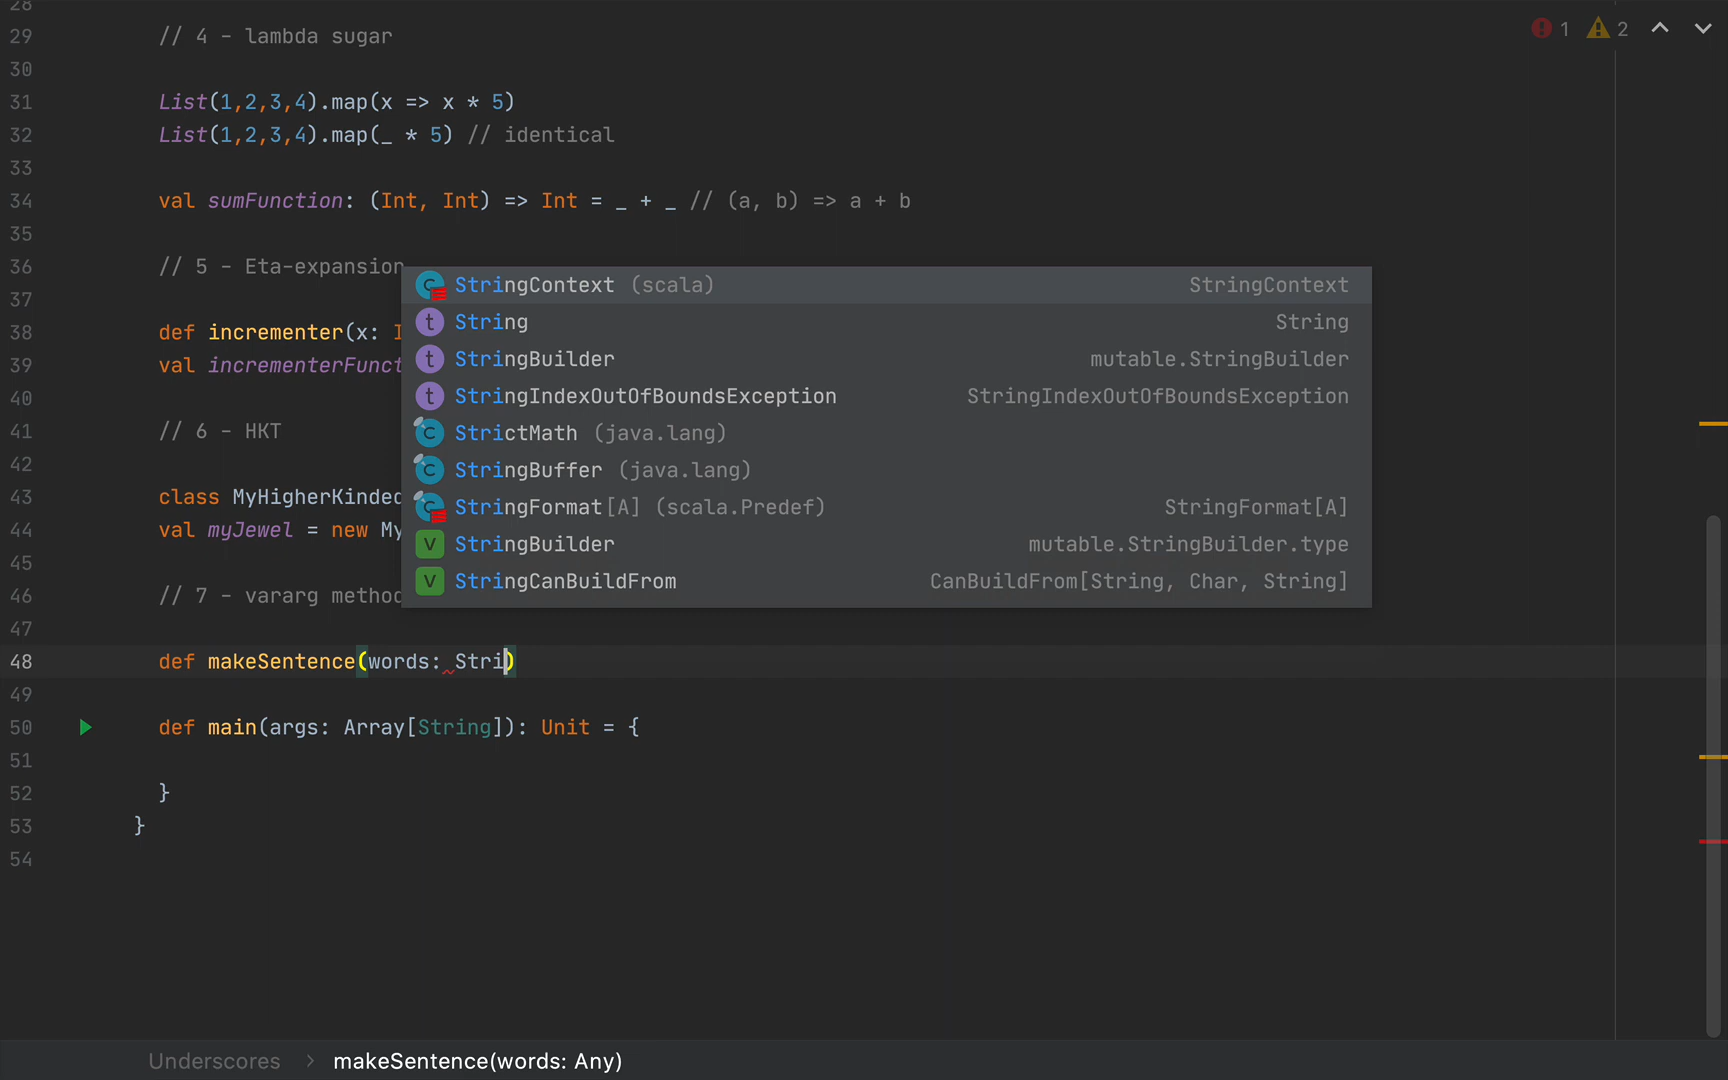 28
29 // 4 - lambda sugar
1 2
30
31 List(1,2,3,4).map(x => x * 5)
32 List(1,2,3,4).map(_ * 5) // identical
33
34 val sumFunction: (Int, Int) => Int = _ + _ // (a, b) => a + b
35
36 // 5 - Eta-expansion
37
38 def incrementer(x: I
39 val incrementerFunct
40
41 // 6 - HKT
42
43 class MyHigherKinded
44 val myJewel = new My
45
46 // 7 - vararg method
47
StringContext (scala) StringContext
String String
StringBuilder mutable.StringBuilder
StringIndexOutOfBoundsException StringIndexOutOfBoundsException
StrictMath (java.lang)
StringBuffer (java.lang)
StringFormat[A] (scala.Predef) StringFormat[A]
StringBuilder mutable.StringBuilder.type
StringCanBuildFrom CanBuildFrom[String, Char, String]
48 def makeSentence(words: Stri)
49
50 def main(args: Array[String]): Unit = {
51
52 }
53 }
54
Underscores > makeSentence(words: Any)